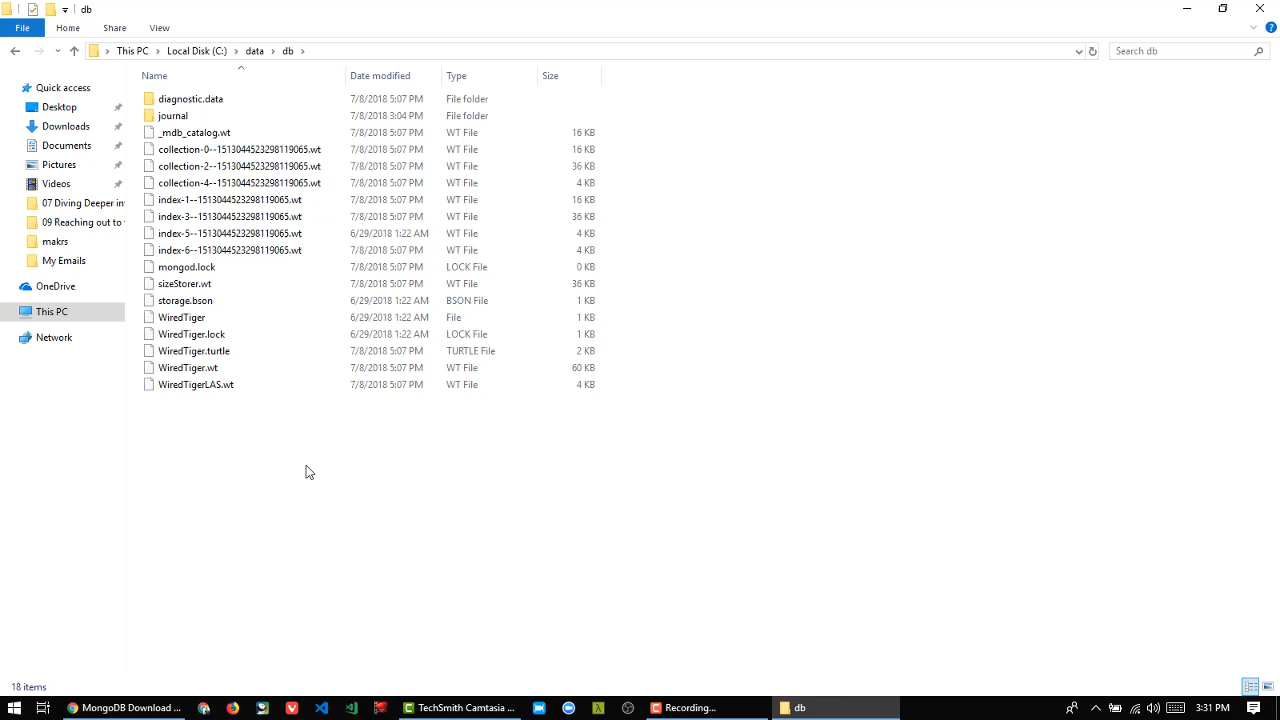 db
File Home Share View
This PC Local Disk (C:) data db
Search db
Name Date modified Type Size
Quick access
Desktop
Downloads
Documents
Pictures
Videos
07 Diving Deeper in
09 Reaching out to
makrs
My Emails
OneDrive
This PC
Network
diagnostic.data 7/8/2018 5:07 PM File folder
journal 7/8/2018 3:04 PM File folder
_mdb_catalog.wt 7/8/2018 5:07 PM WT File 16 KB
collection-0--1513044523298119065.wt 7/8/2018 5:07 PM WT File 16 KB
collection-2--1513044523298119065.wt 7/8/2018 5:07 PM WT File 36 KB
collection-4--1513044523298119065.wt 7/8/2018 5:07 PM WT File 4 KB
index-1--1513044523298119065.wt 7/8/2018 5:07 PM WT File 16 KB
index-3--1513044523298119065.wt 7/8/2018 5:07 PM WT File 36 KB
index-5--1513044523298119065.wt 6/29/2018 1:22 AM WT File 4 KB
index-6--1513044523298119065.wt 7/8/2018 5:07 PM WT File 4 KB
mongod.lock 7/8/2018 5:07 PM LOCK File 0 KB
sizeStorer.wt 7/8/2018 5:07 PM WT File 36 KB
storage.bson 6/29/2018 1:22 AM BSON File 1 KB
WiredTiger 6/29/2018 1:22 AM File 1 KB
WiredTiger.lock 6/29/2018 1:22 AM LOCK File 1 KB
WiredTiger.turtle 7/8/2018 5:07 PM TURTLE File 2 KB
WiredTiger.wt 7/8/2018 5:07 PM WT File 60 KB
WiredTigerLAS.wt 7/8/2018 5:07 PM WT File 4 KB
18 items
MongoDB Download ... TechSmith Camtasia ... Recording... db 3:31 PM